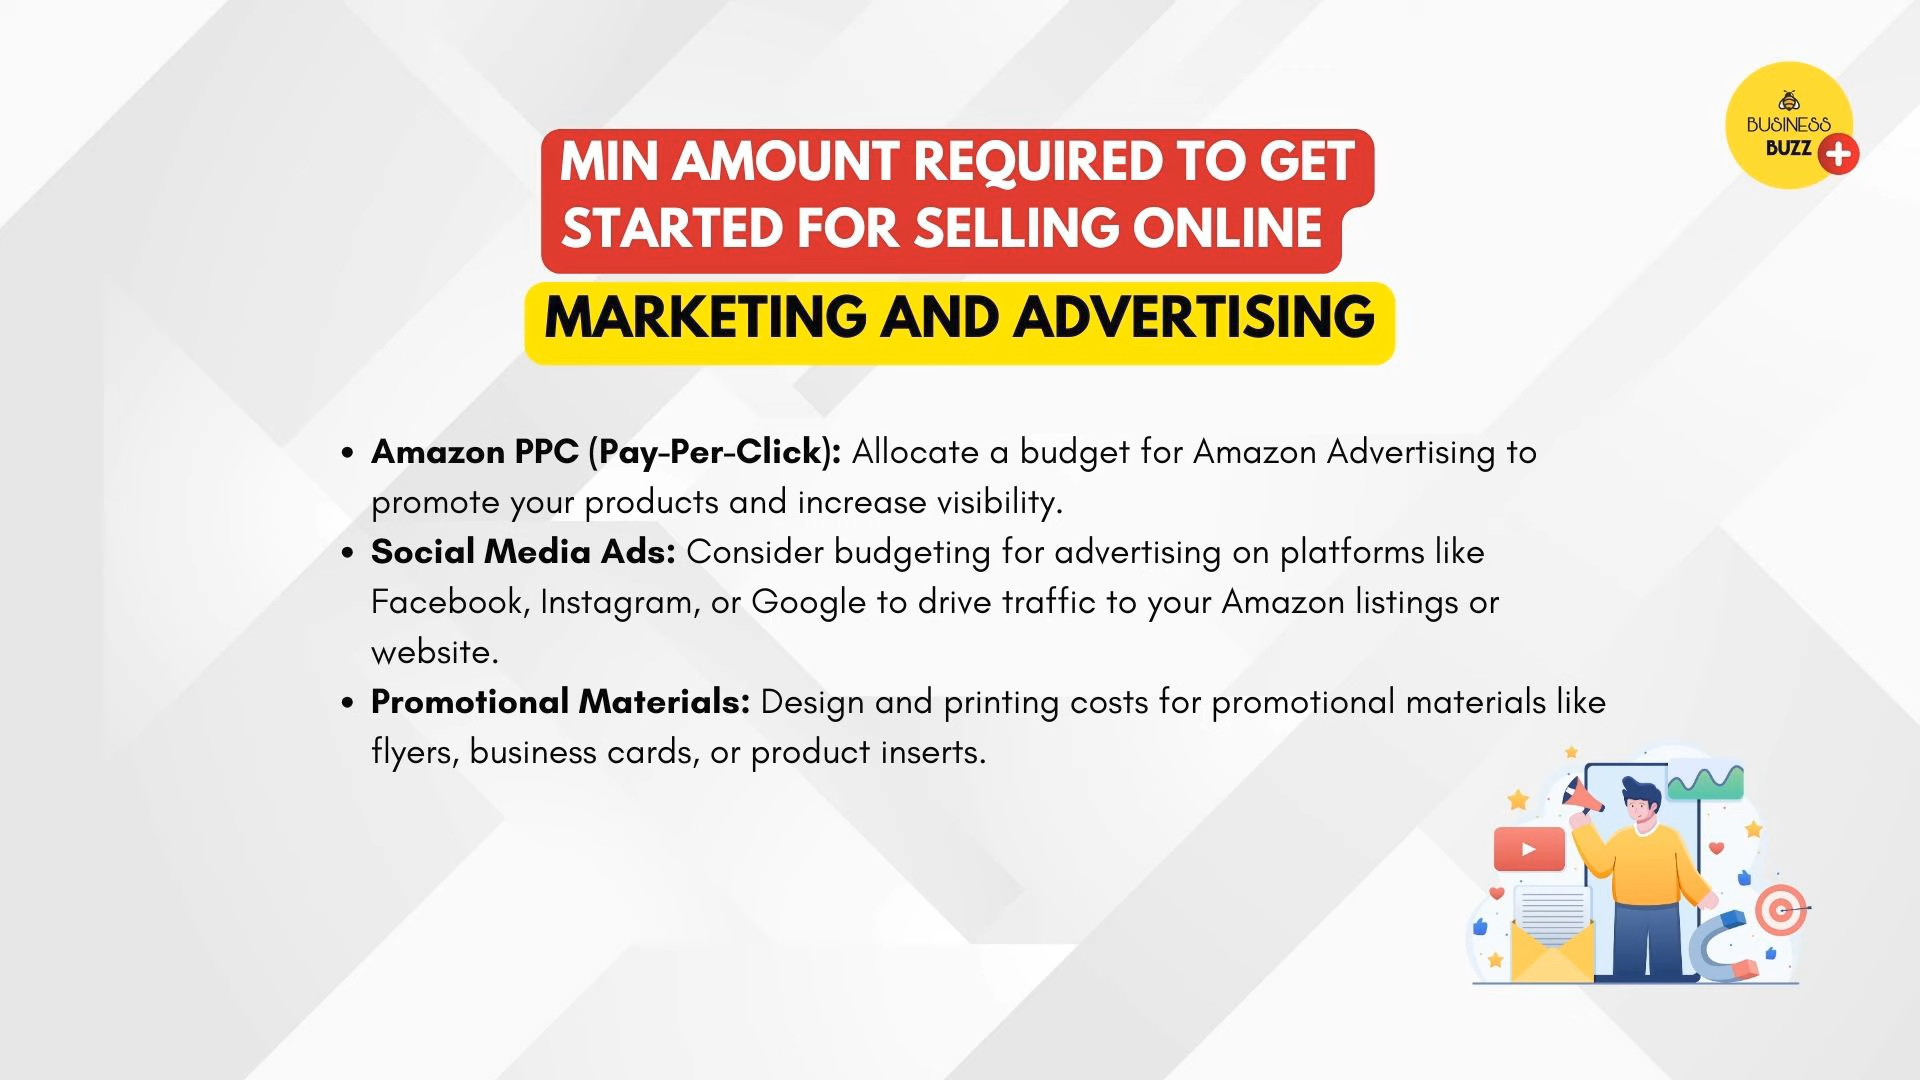 BUSINESS
BUZZ
MIN AMOUNT REQUIRED TO GET
STARTED FOR SELLING ONLINE
MARKETING AND ADVERTISING
• Amazon PPC (Pay-Per-Click): Allocate a budget for Amazon Advertising to
promote your products and increase visibility.
• Social Media Ads: Consider budgeting for advertising on platforms like
Facebook, Instagram, or Google to drive traffic to your Amazon listings or
website.
• Promotional Materials: Design and printing costs for promotional materials like
flyers, business cards, or product inserts.